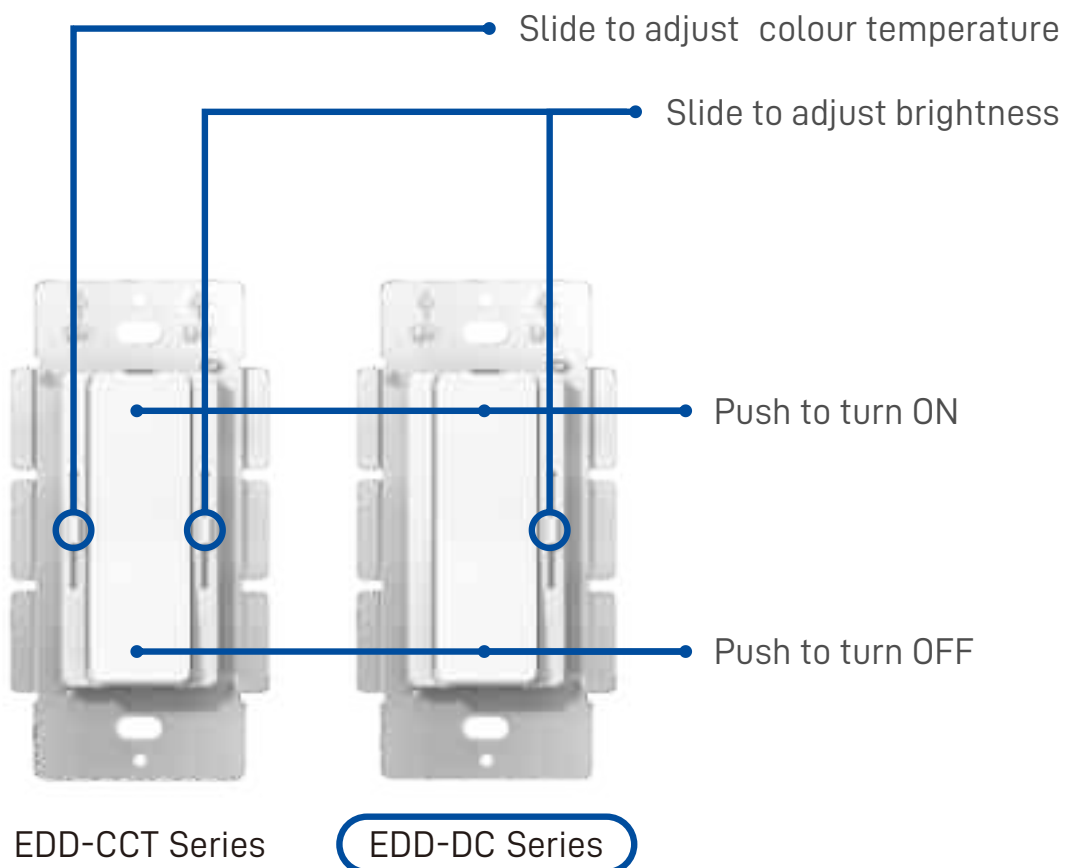 Slide to adjust colour temperature
Slide to adjust brightness
Push to turn ON
Push to turn OFF
EDD-CCT Series
EDD-DC Series